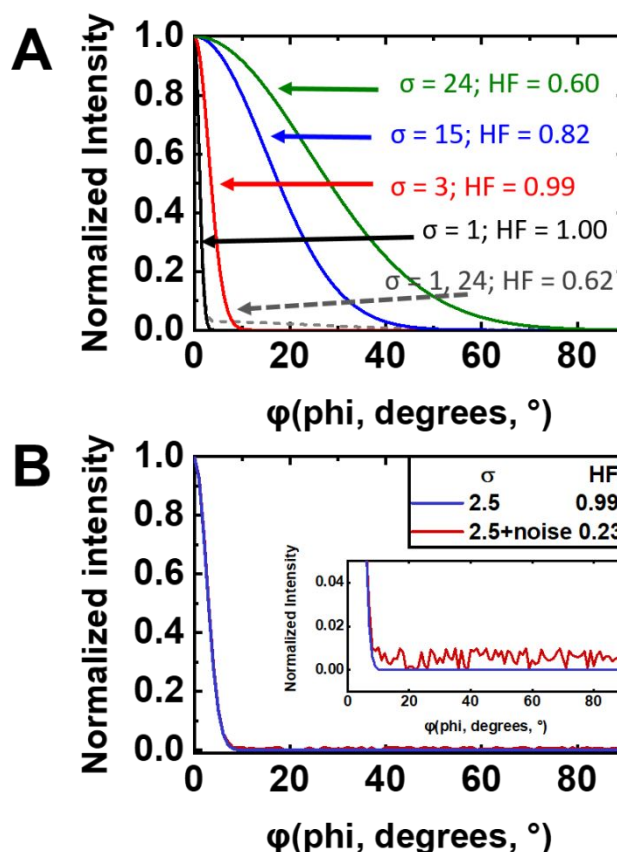 A
Normalized Intensity
1.0
0.8
0.6
0.4
0.2
0.0
σ = 24; HF = 0.60
σ = 15; HF = 0.82
σ = 3; HF = 0.99
σ = 1; HF = 1.00
σ = 1, 24; HF = 0.62
0 20 40 60 80
φ(phi, degrees, °)
B
Normalized intensity
1.0
0.8
0.6
0.4
0.2
0.0
σ HF
2.5 0.99
2.5+noise 0.23
Normalized Intensity
0.04
0.02
0.00
0 20 40 60 80
φ(phi, degrees, °)
0 20 40 60 80
φ(phi, degrees, °)